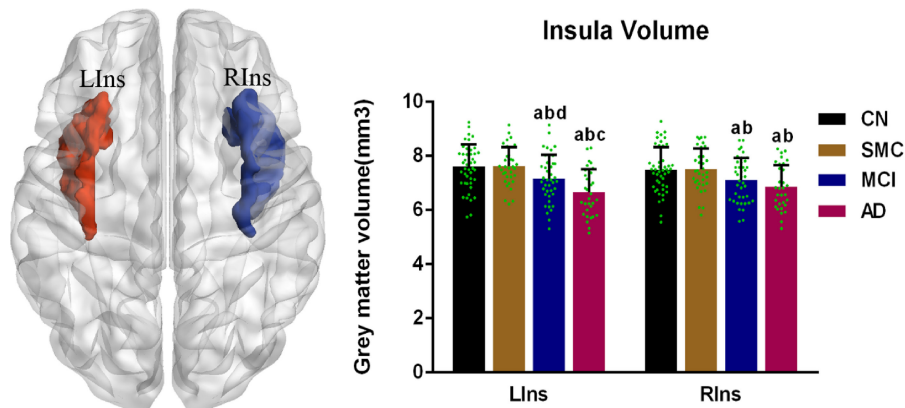 LIns
RIns
Insula Volume
Grey matter volume(mm3)
10
8
6
4
2
0
abd
abc
ab
ab
LIns
RIns
CN
SMC
MCI
AD